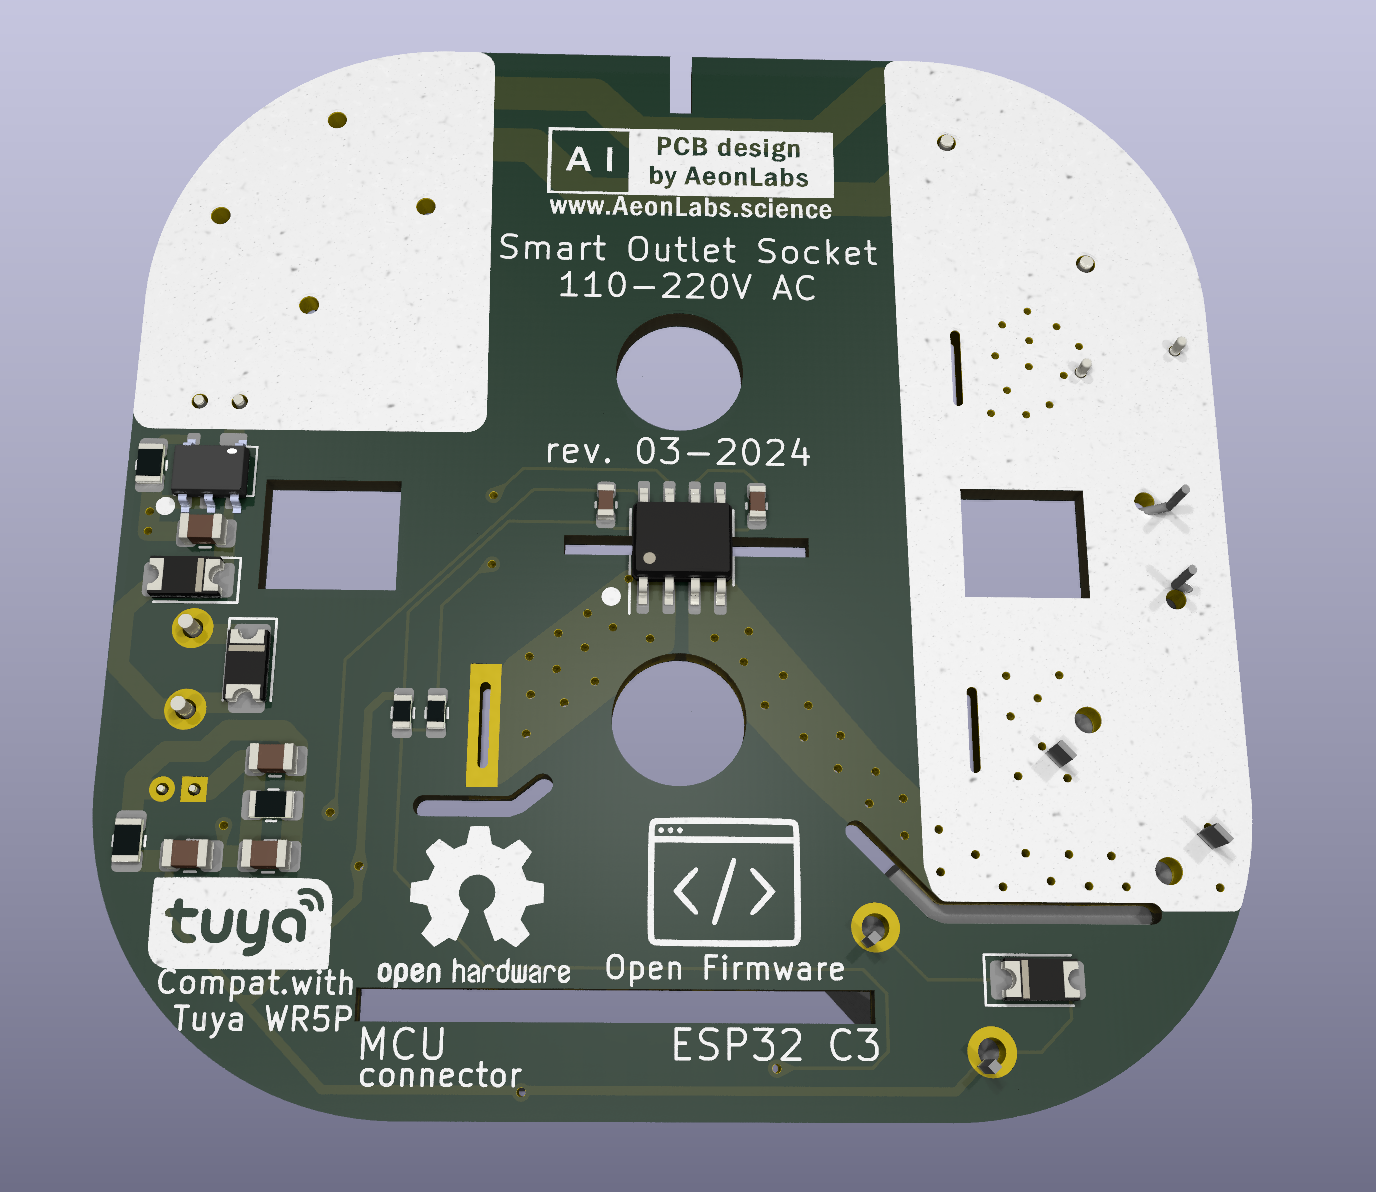 AI
PCB design
by AeonLabs
www.AeonLabs.science
Smart Outlet Socket
110-220V AC
rev. 03-2024
</>
tuya
Compat.with
Tuya WR5P
open hardware
Open Firmware
MCU
connector
ESP32 C3